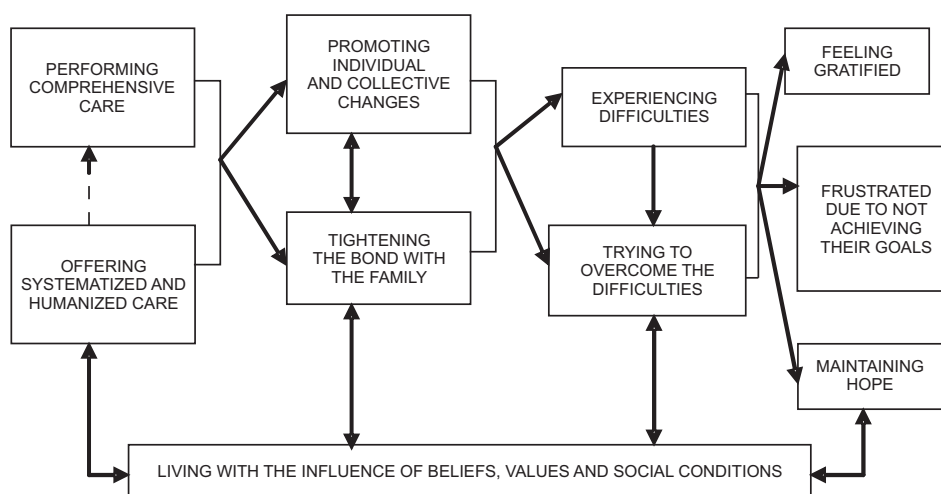 PERFORMING
COMPREHENSIVE
CARE
OFFERING
SYSTEMATIZED AND
HUMANIZED CARE
PROMOTING
INDIVIDUAL
AND COLLECTIVE
CHANGES
TIGHTENING
THE BOND WITH
THE FAMILY
EXPERIENCING
DIFFICULTIES
TRYING TO
OVERCOME THE
DIFFICULTIES
FEELING
GRATIFIED
FRUSTRATED
DUE TO NOT
ACHIEVING
THEIR GOALS
MAINTAINING
HOPE
LIVING WITH THE INFLUENCE OF BELIEFS, VALUES AND SOCIAL CONDITIONS